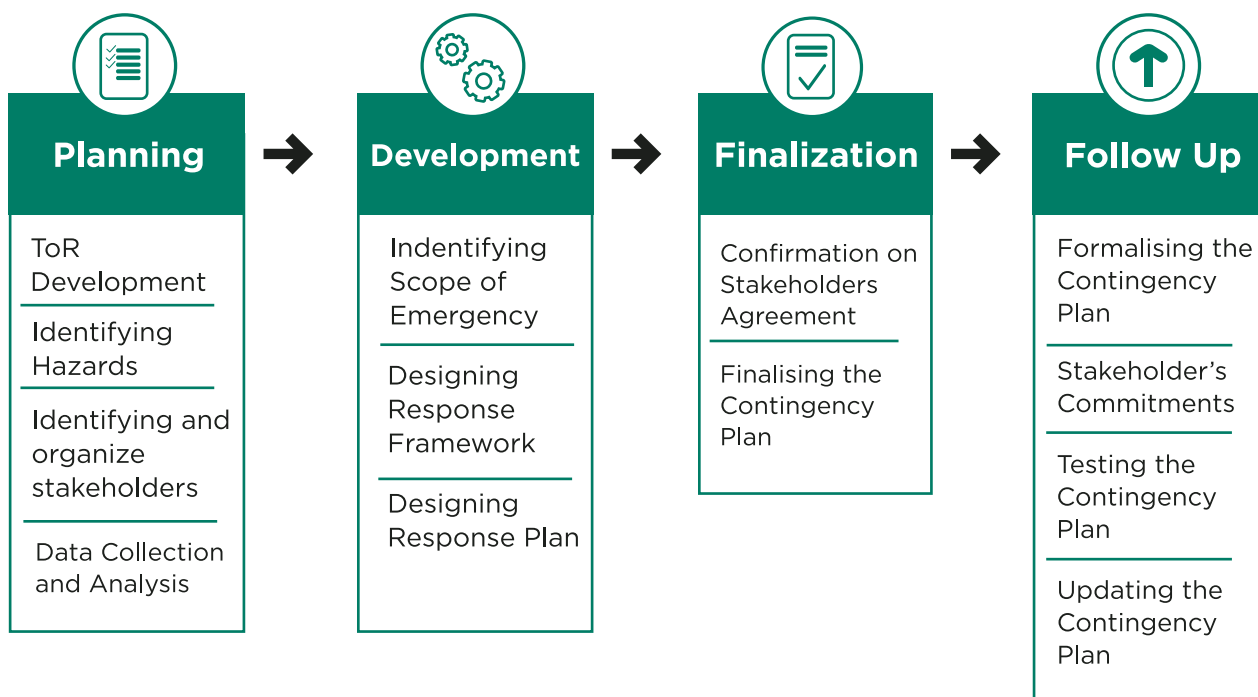 Planning
ToR
Development
Identifying
Hazards
Identifying and
organize
stakeholders
Data Collection
and Analysis
Development
Indentifying
Scope of
Emergency
Designing
Response
Framework
Designing
Response Plan
Finalization
Confirmation on
Stakeholders
Agreement
Finalising the
Contingency
Plan
Follow Up
Formalising the
Contingency
Plan
Stakeholder’s
Commitments
Testing the
Contingency
Plan
Updating the
Contingency
Plan